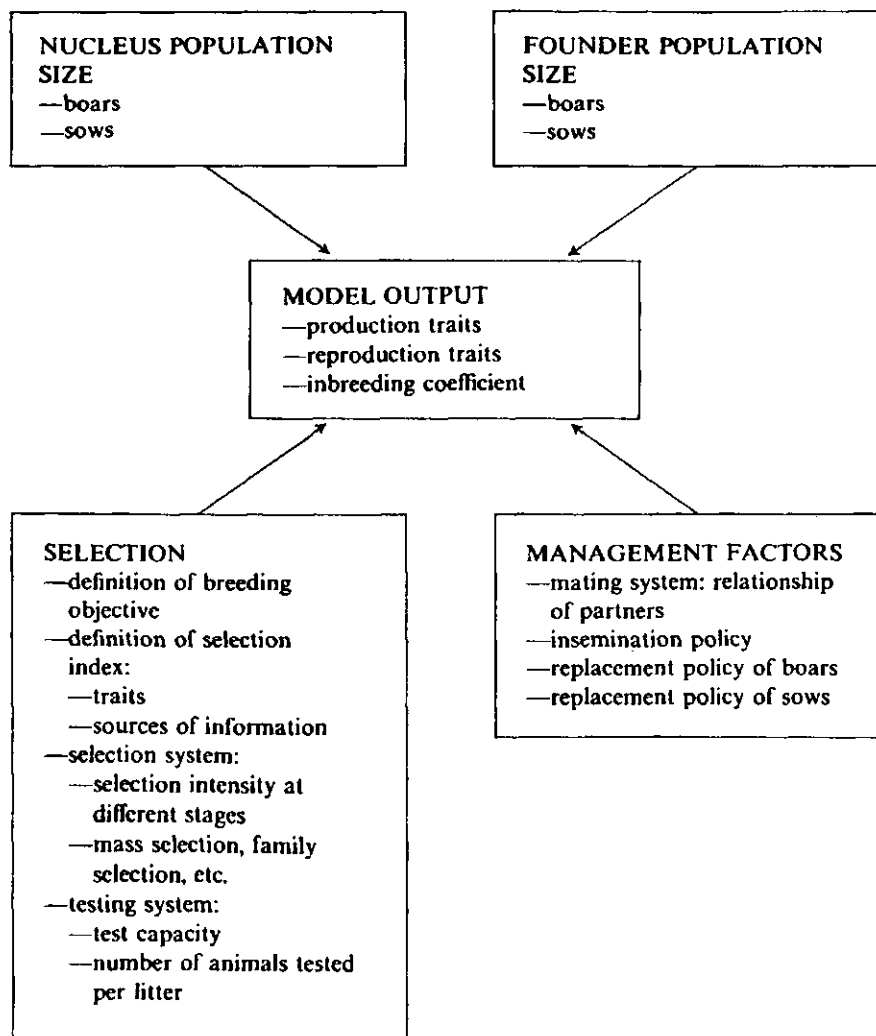 NUCLEUS POPULATION
SIZE
—boars
—sows
FOUNDER POPULATION
SIZE
—boars
—sows
MODEL OUTPUT
—production traits
—reproduction traits
—inbreeding coefficient
SELECTION
—definition of breeding
objective
—definition of selection
index:
—traits
—sources of information
—selection system:
—selection intensity at
different stages
—mass selection, family
selection, etc.
—testing system:
—test capacity
—number of animals tested
per litter
MANAGEMENT FACTORS
—mating system: relationship
of partners
—insemination policy
—replacement policy of boars
—replacement policy of sows